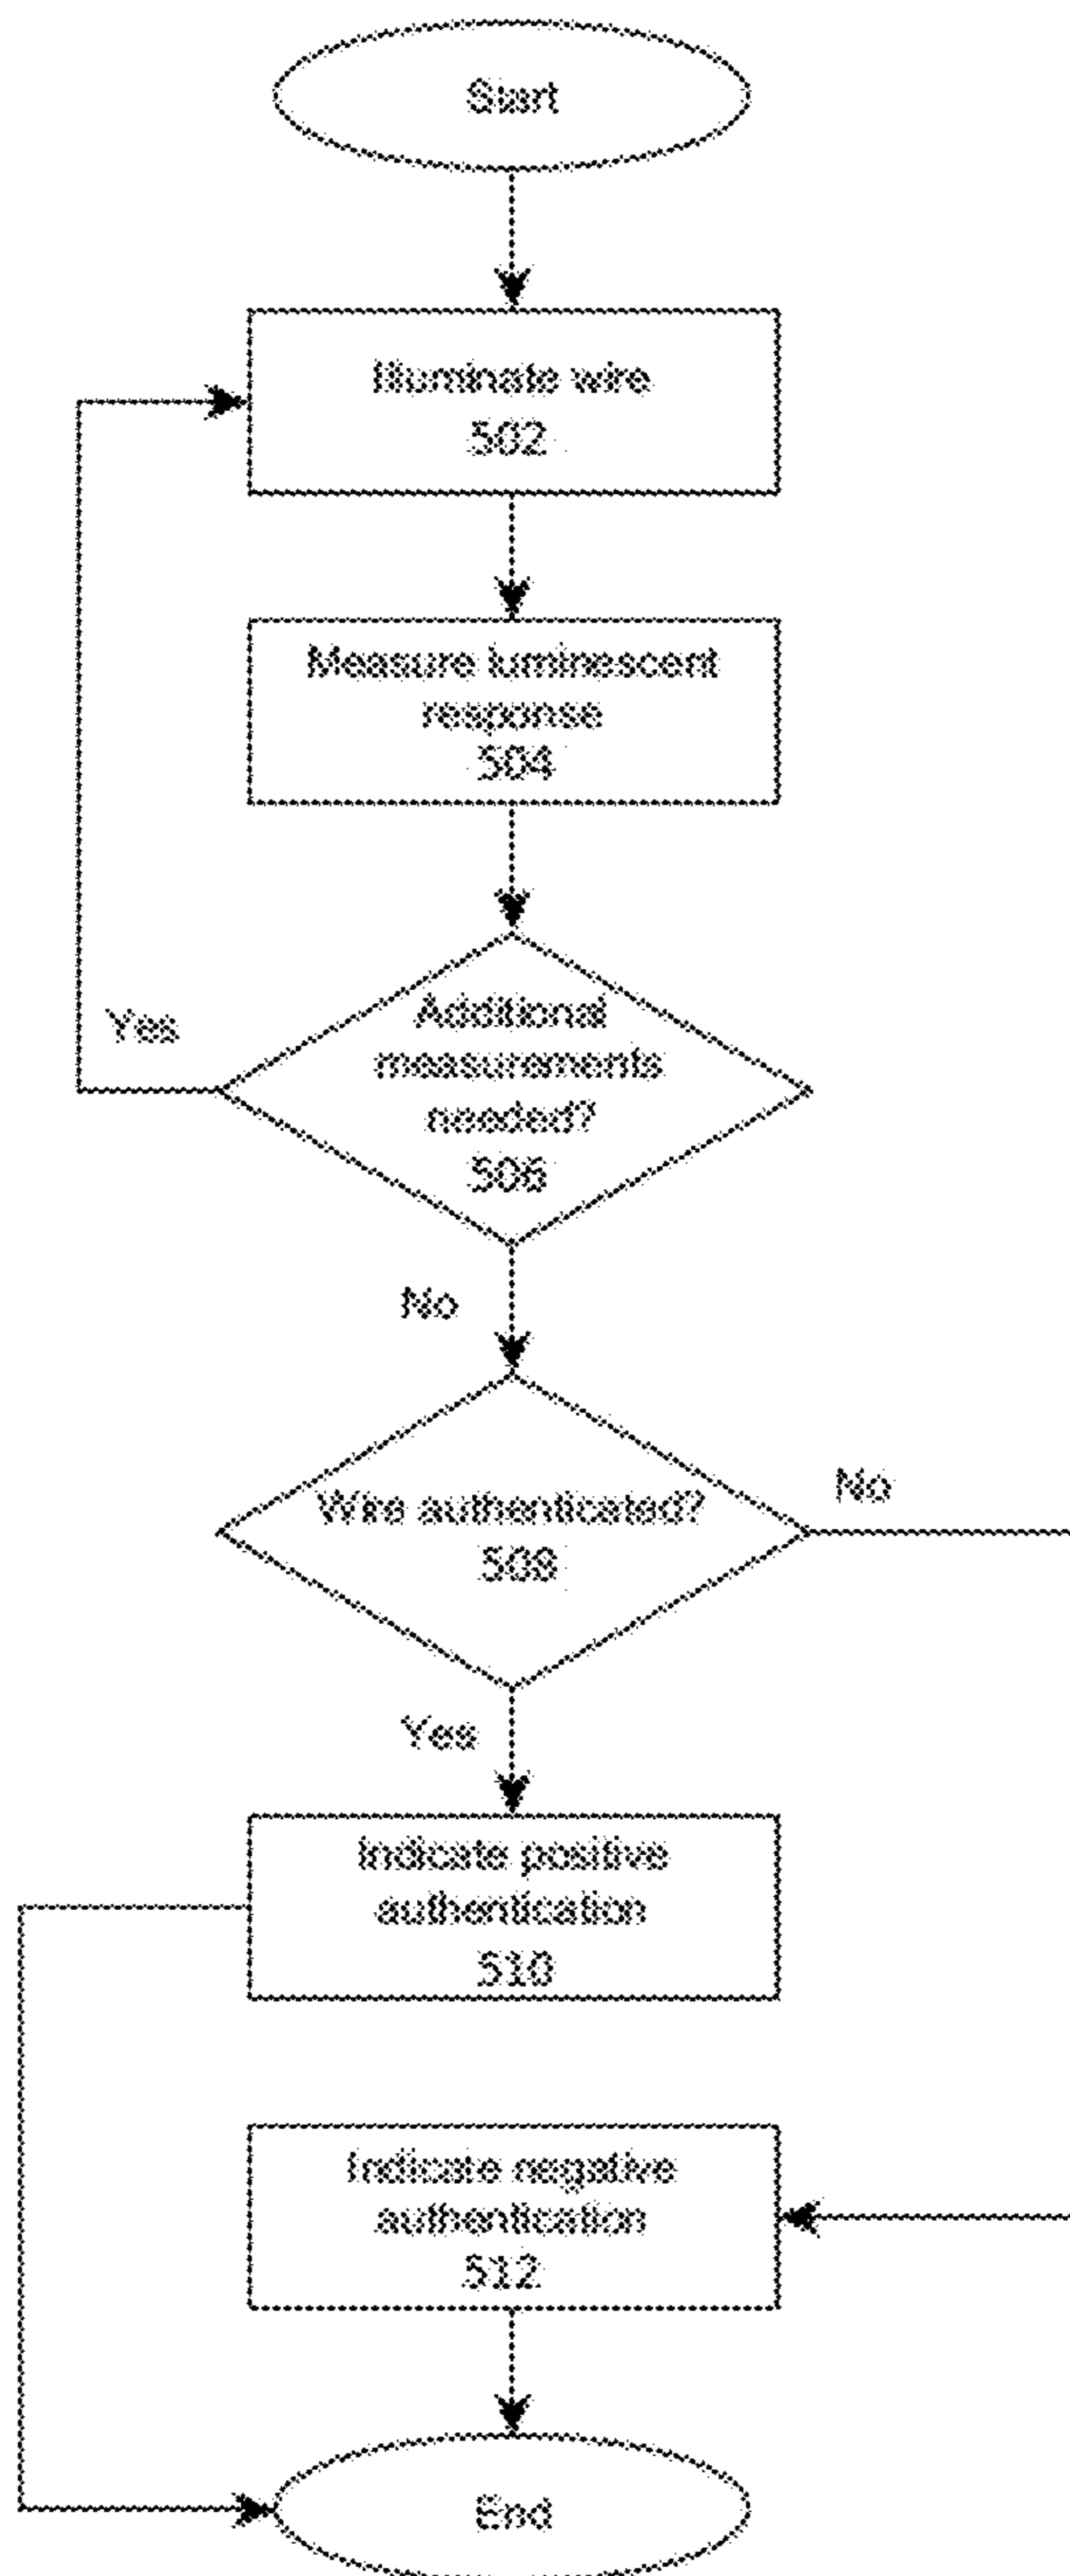 Start
Illuminate wire
502
Measure luminescent
response
504
Additional
measurements
needed?
506
Yes
No
Wire authenticated?
509
No
Yes
Indicate positive
authentication
510
Indicate negative
authentication
512
End